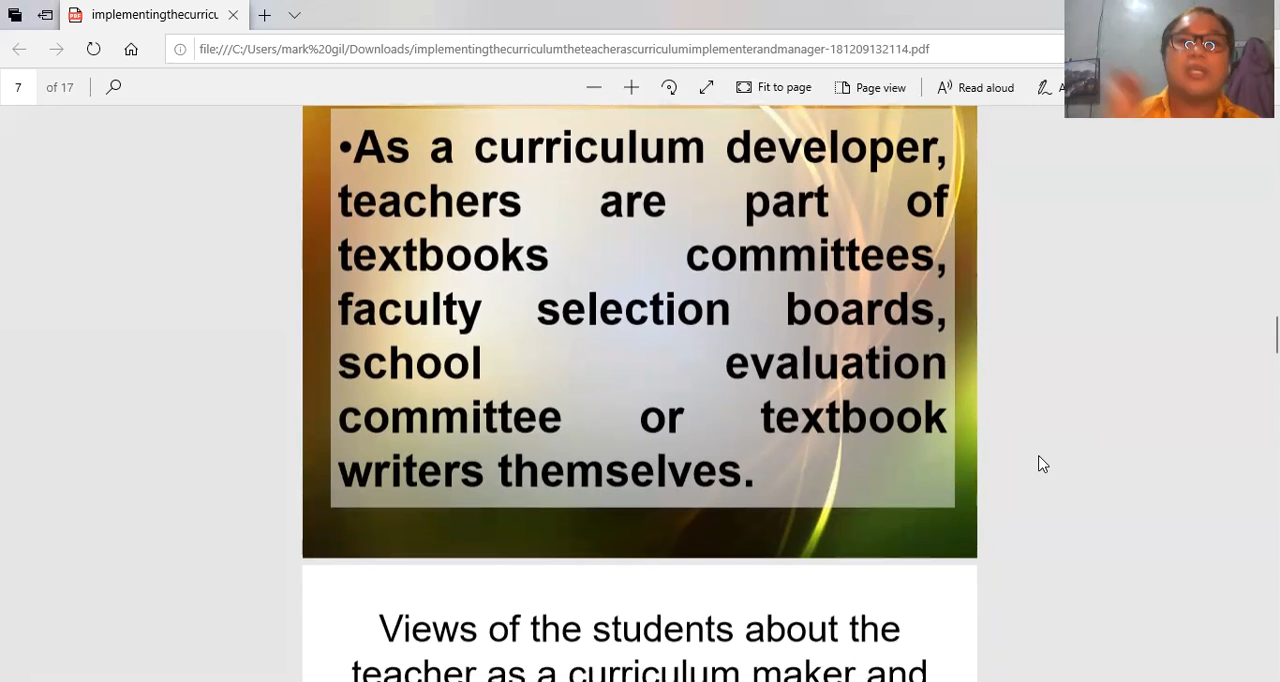 implementingthecurricu
file:///C:/Users/mark%20gil/Downloads/implementingthecurriculumtheteacherascurriculumimplementerandmanager-181209132114.pdf
7 of 17
Fit to page
Page view
Read aloud
•As a curriculum developer,
teachers are part of
textbooks committees,
faculty selection boards,
school evaluation
committee or textbook
writers themselves.
Views of the students about the
teacher as a curriculum maker and